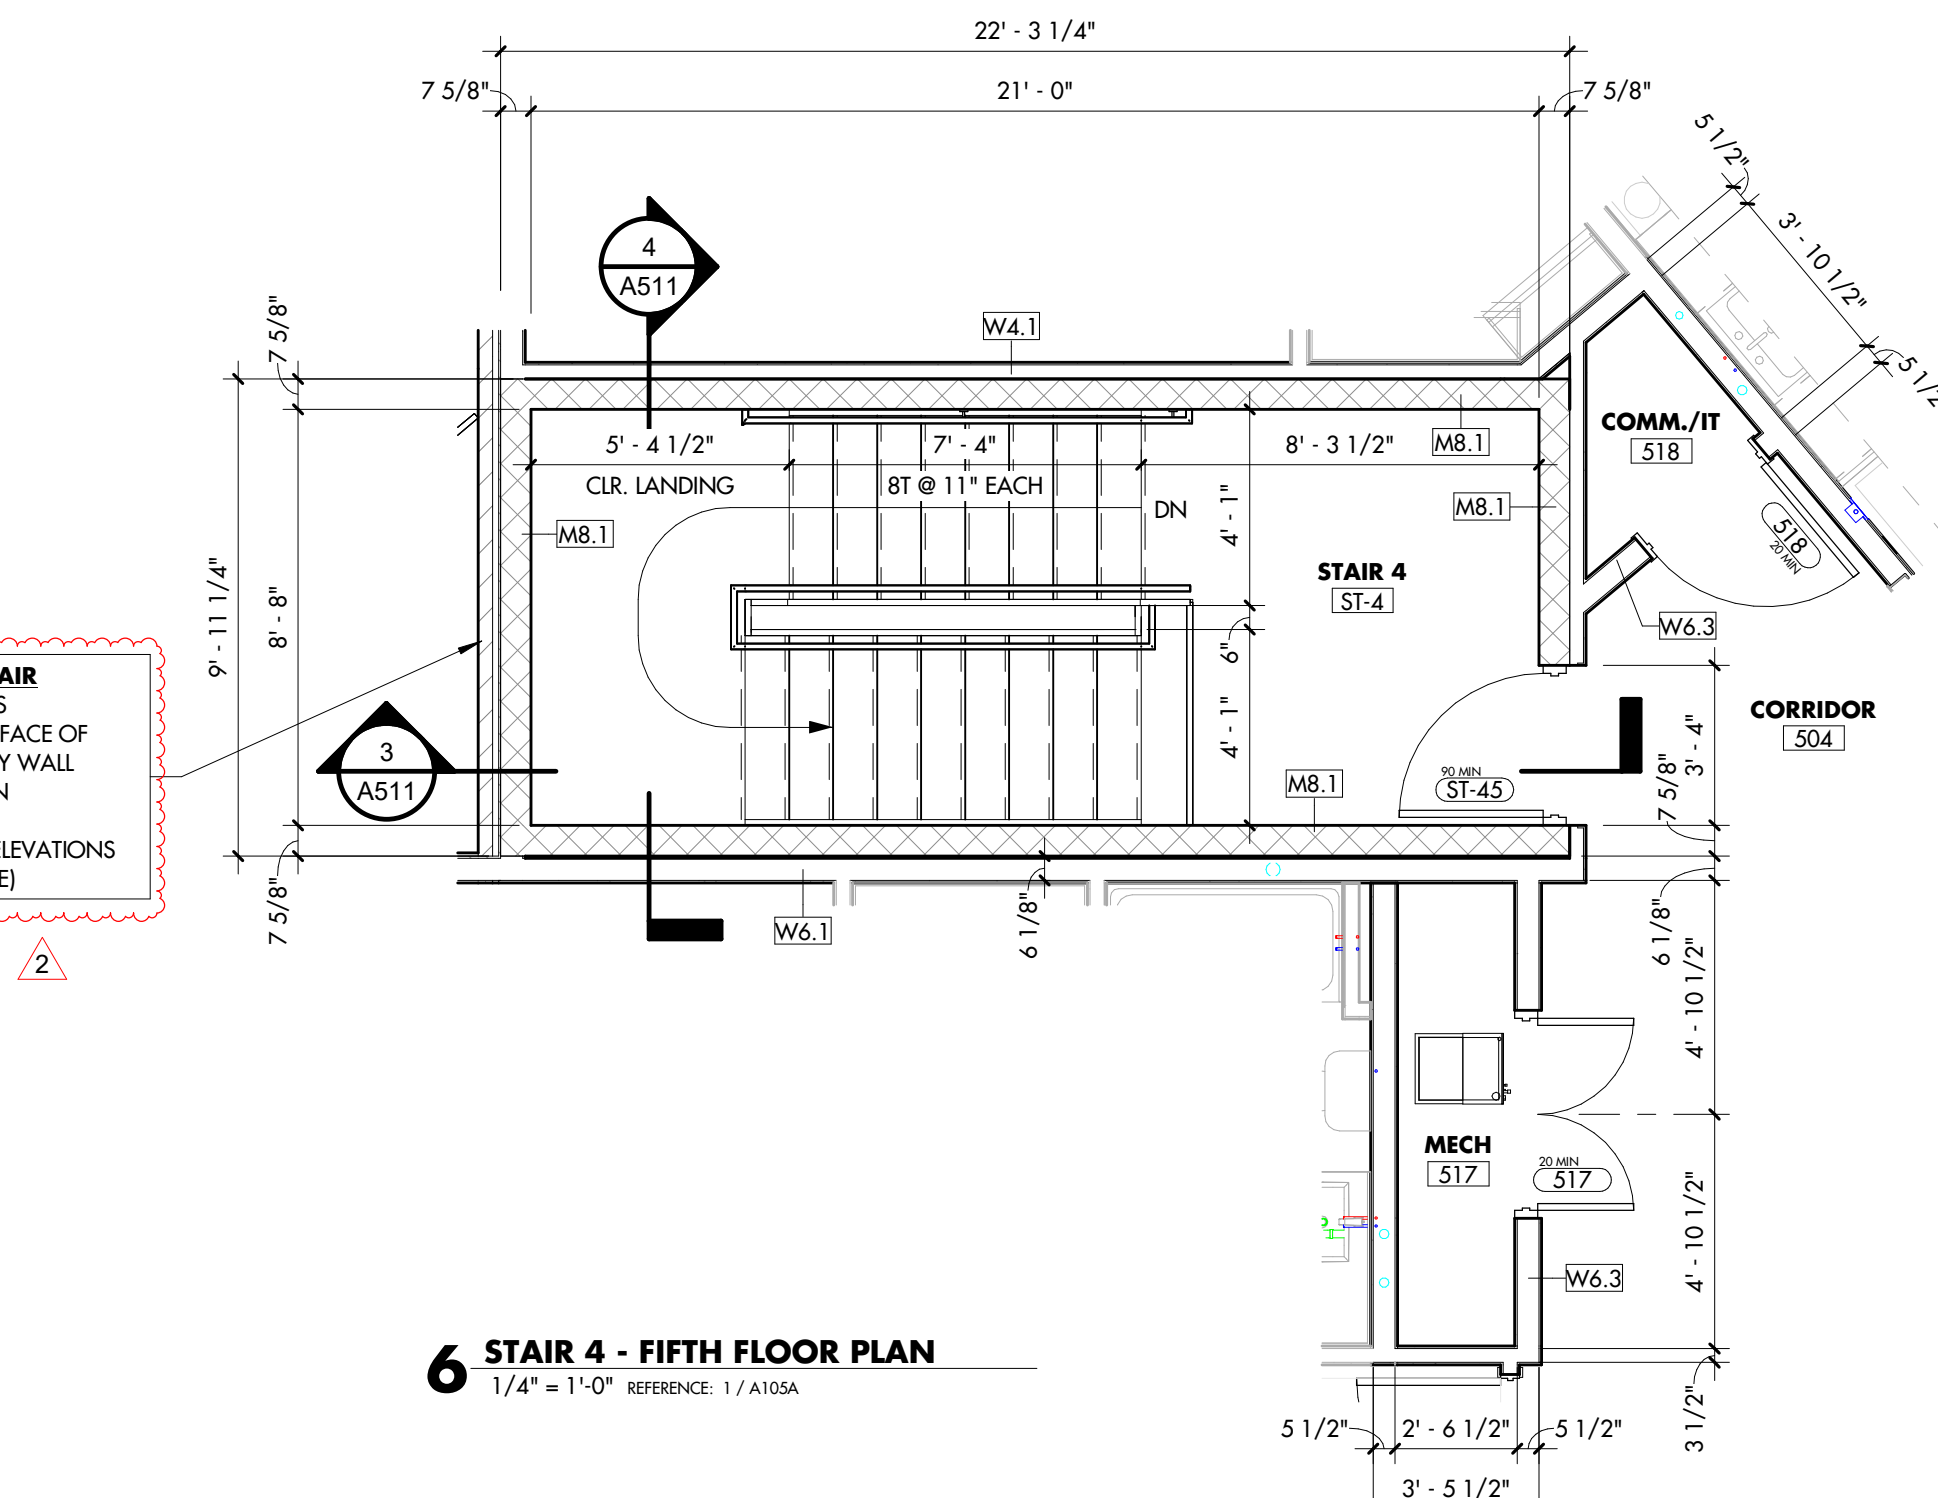 22' - 3 1/4"
7 5/8"
21' - 0"
7 5/8"
5 1/2"
3' - 10 1/2"
5 1/2"
4
A511
7 5/8"
W4.1
COMM./IT
518
5' - 4 1/2"
7' - 4"
8' - 3 1/2"
M8.1
CLR. LANDING
8T @ 11" EACH
DN
4' - 1"
M8.1
M8.1
518
20 MIN
9' - 11 1/4"
8' - 8"
STAIR 4
ST-4
W6.3
6"
AIR
S
FACE OF
Y WALL
N
ELEVATIONS
E)
2
3
A511
4' - 1"
CORRIDOR
504
3' - 4"
90 MIN
ST-45
M8.1
7 5/8"
7 5/8"
W6.1
6 1/8"
6 1/8"
4' - 10 1/2"
MECH
517
20 MIN
517
4' - 10 1/2"
W6.3
6 STAIR 4 - FIFTH FLOOR PLAN
1/4" = 1'-0" REFERENCE: 1 / A105A
5 1/2"
2' - 6 1/2"
5 1/2"
3 1/2"
3' - 5 1/2"